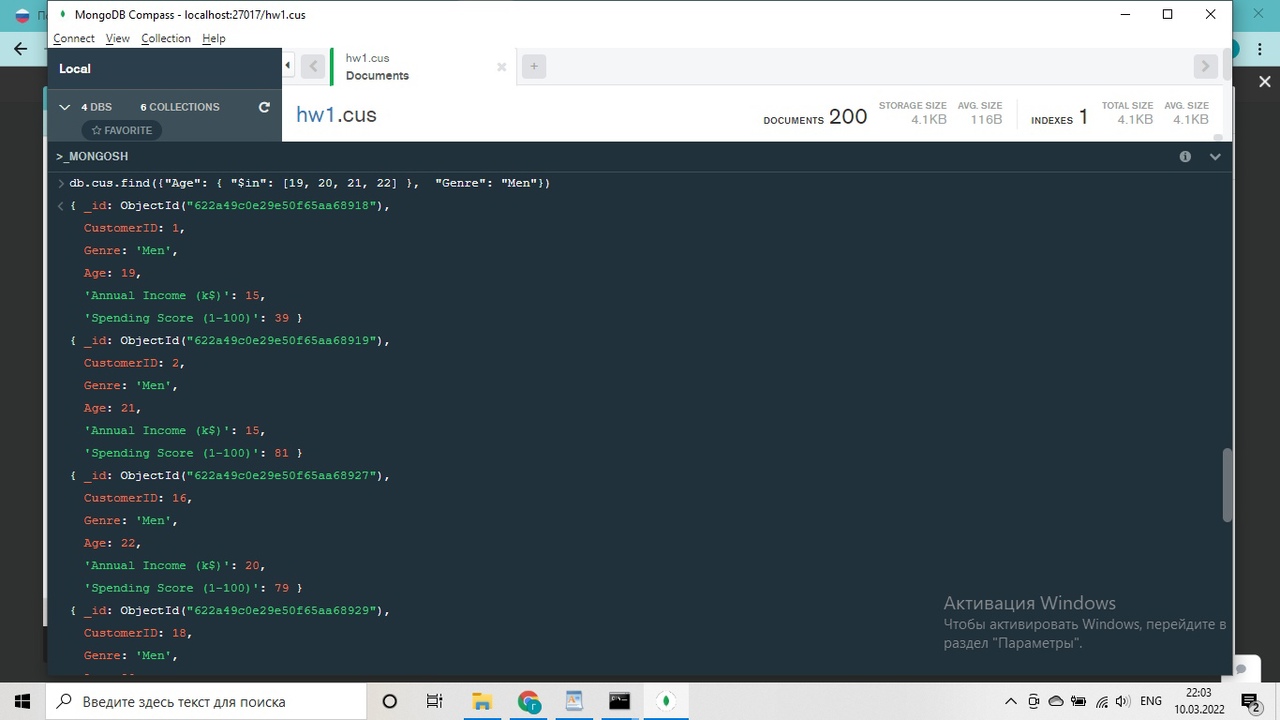 MongoDB Compass - localhost:27017/hw1.cus
Connect View Collection Help
Local
hw1.cus
Documents
4 DBS 6 COLLECTIONS
FAVORITE
hw1.cus
DOCUMENTS 200
STORAGE SIZE
4.1KB
AVG. SIZE
116B
INDEXES 1
TOTAL SIZE
4.1KB
AVG. SIZE
4.1KB
>_MONGOSH
db.cus.find({"Age": { "$in": [19, 20, 21, 22] },  "Genre": "Men"})
{ _id: ObjectId("622a49c0e29e50f65aa68918"),
CustomerID: 1,
Genre: 'Men',
Age: 19,
'Annual Income (k$)': 15,
'Spending Score (1-100)': 39 }
{ _id: ObjectId("622a49c0e29e50f65aa68919"),
CustomerID: 2,
Genre: 'Men',
Age: 21,
'Annual Income (k$)': 15,
'Spending Score (1-100)': 81 }
{ _id: ObjectId("622a49c0e29e50f65aa68927"),
CustomerID: 16,
Genre: 'Men',
Age: 22,
'Annual Income (k$)': 20,
'Spending Score (1-100)': 79 }
{ _id: ObjectId("622a49c0e29e50f65aa68929"),
CustomerID: 18,
Genre: 'Men',
Активация Windows
Чтобы активировать Windows, перейдите в
раздел "Параметры".
Введите здесь текст для поиска
ENG
22:03
10.03.2022
2